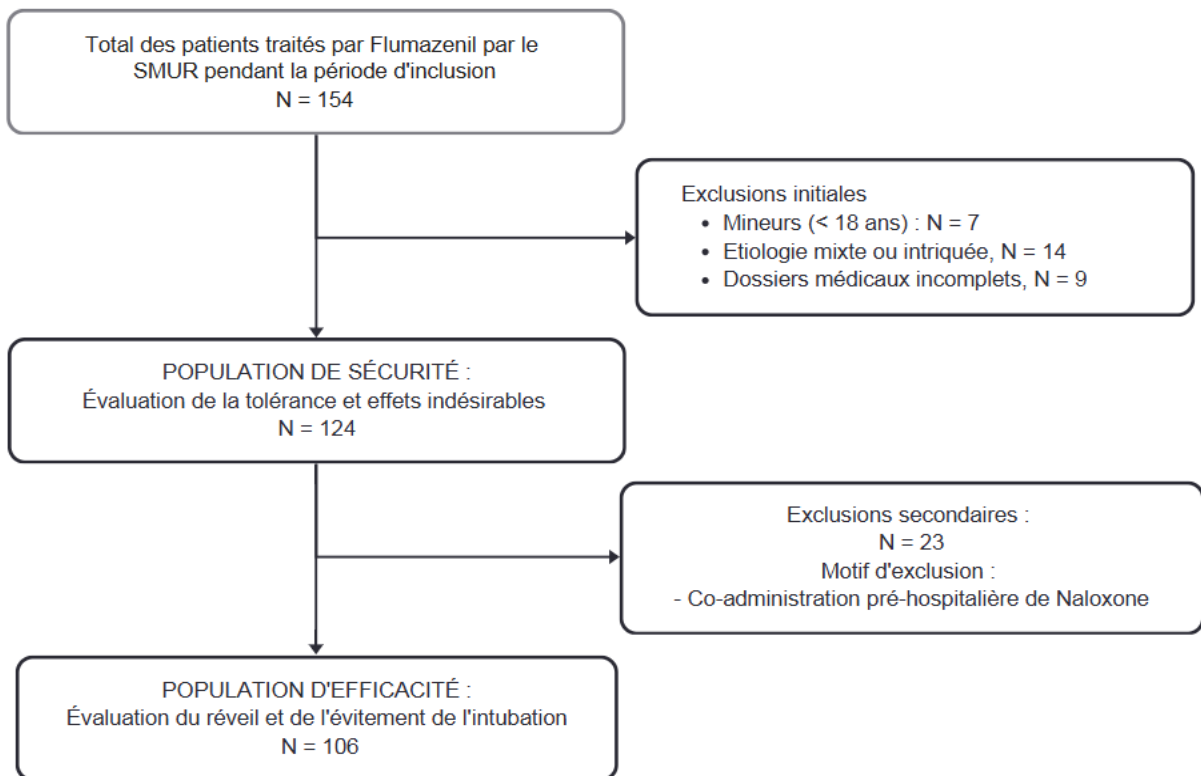 Total des patients traités par Flumazenil par le
SMUR pendant la période d'inclusion
N = 154
Exclusions initiales
• Mineurs (< 18 ans) : N = 7
• Etiologie mixte ou intriquée, N = 14
• Dossiers médicaux incomplets, N = 9
POPULATION DE SÉCURITÉ :
Évaluation de la tolérance et effets indésirables
N = 124
Exclusions secondaires :
N = 23
Motif d'exclusion :
- Co-administration pré-hospitalière de Naloxone
POPULATION D'EFFICACITÉ :
Évaluation du réveil et de l'évitement de l'intubation
N = 106